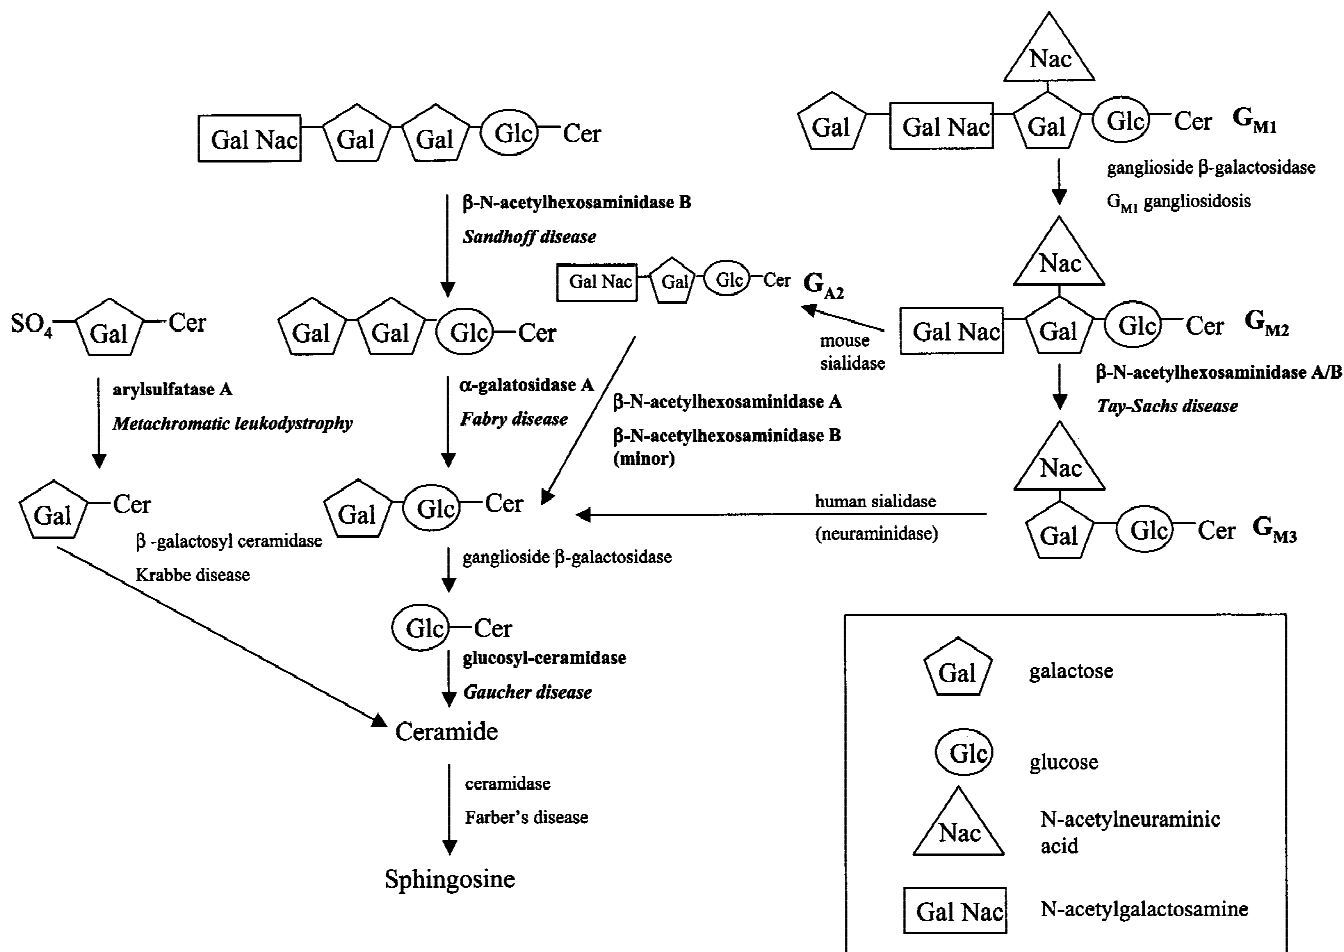 Nac
Gal Nac Gal Gal Glc Cer
Gal Gal Nac Gal Glc Cer GM1
ganglioside β-galactosidase
GM1 gangliosidosis
β-N-acetylhexosaminidase B
Sandhoff disease
Nac
Gal Nac Gal Glc Cer GA2
SO4 Gal Cer
Gal Gal Glc Cer
Gal Nac Gal Glc Cer GM2
mouse
sialidase
arylsulfatase A
Metachromatic leukodystrophy
α-galatosidase A
Fabry disease
β-N-acetylhexosaminidase A
β-N-acetylhexosaminidase B
(minor)
β-N-acetylhexosaminidase A/B
Tay-Sachs disease
Nac
Gal Cer
Gal Glc Cer
human sialidase
(neuraminidase)
Gal Glc Cer GM3
β -galactosyl ceramidase
Krabbe disease
ganglioside β-galactosidase
Glc Cer
glucosyl-ceramidase
Gaucher disease
Ceramide
ceramidase
Farber's disease
Sphingosine
Gal galactose
Glc glucose
Nac N-acetylneuraminic
acid
Gal Nac N-acetylgalactosamine